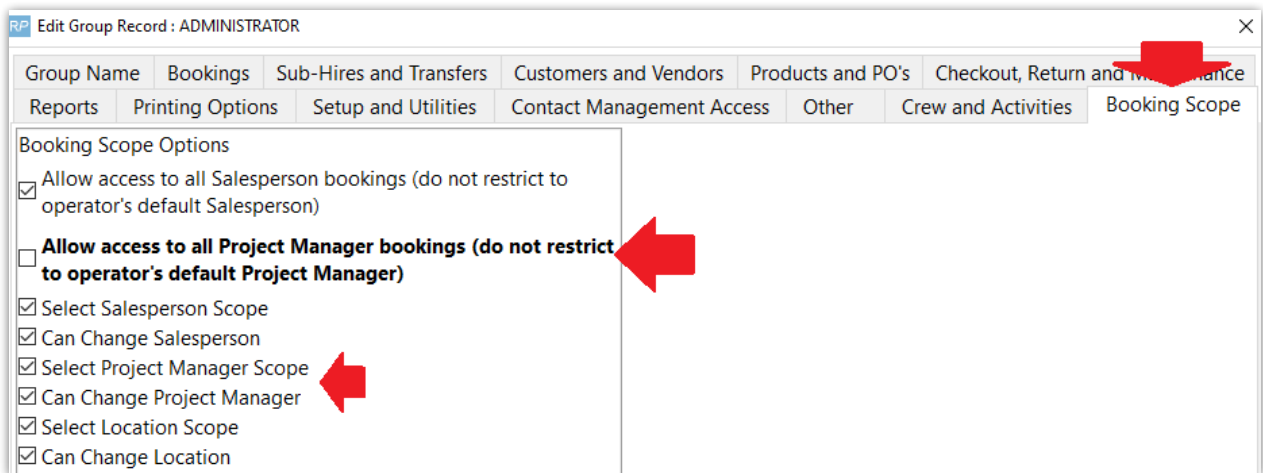 RP Edit Group Record : ADMINISTRATOR
Group Name Bookings Sub-Hires and Transfers Customers and Vendors Products and PO's Checkout, Return and
Reports Printing Options Setup and Utilities Contact Management Access Other Crew and Activities Booking Scope
Booking Scope Options
Allow access to all Salesperson bookings (do not restrict to
operator's default Salesperson)
Allow access to all Project Manager bookings (do not restrict
to operator's default Project Manager)
Select Salesperson Scope
Can Change Salesperson
Select Project Manager Scope
Can Change Project Manager
Select Location Scope
Can Change Location